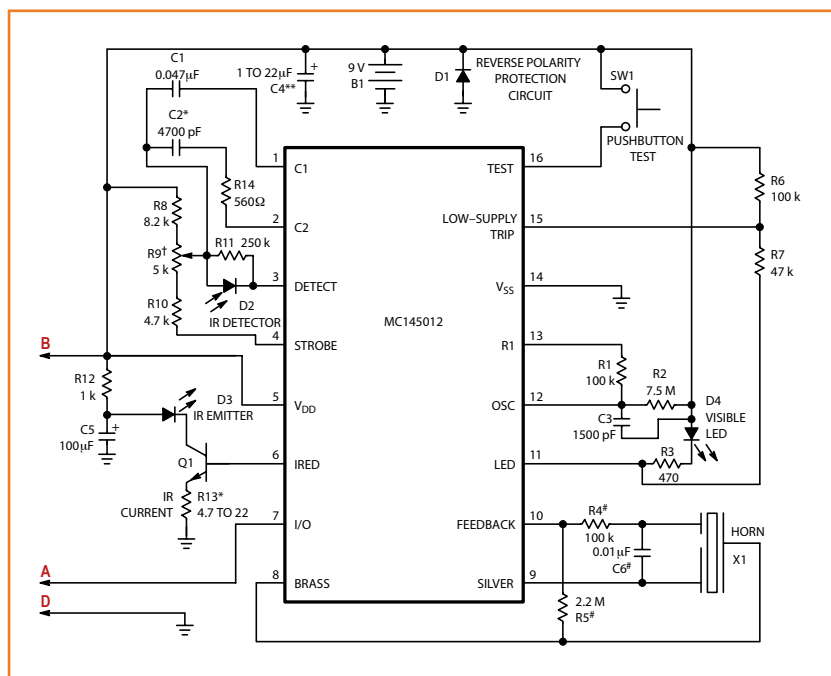 C1
0.047µF
1 TO 22µF
C4**
+
9 V
B1
D1
REVERSE POLARITY
PROTECTION
CIRCUIT
SW1
PUSHBUTTON
TEST
C2*
4700 pF
R14
560Ω
R8
8.2 k
R9†
5 k
R10
4.7 k
R11 250 k
D2
IR DETECTOR
1
C1
2
C2
3
DETECT
4
STROBE
5
VDD
6
IRED
7
I/O
8
BRASS
MC145012
16
TEST
15
LOW–SUPPLY
TRIP
14
VSS
13
R1
12
OSC
11
LED
10
FEEDBACK
9
SILVER
R6
100 k
R7
47 k
R1
100 k
R2
7.5 M
C3
1500 pF
D4
VISIBLE
LED
R3
470
B
R12
1 k
D3
IR EMITTER
C5
100µF
+
Q1
IR
CURRENT
R13*
4.7 TO 22
A
D
R4#
100 k
0.01µF
C6#
HORN
X1
2.2 M
R5#